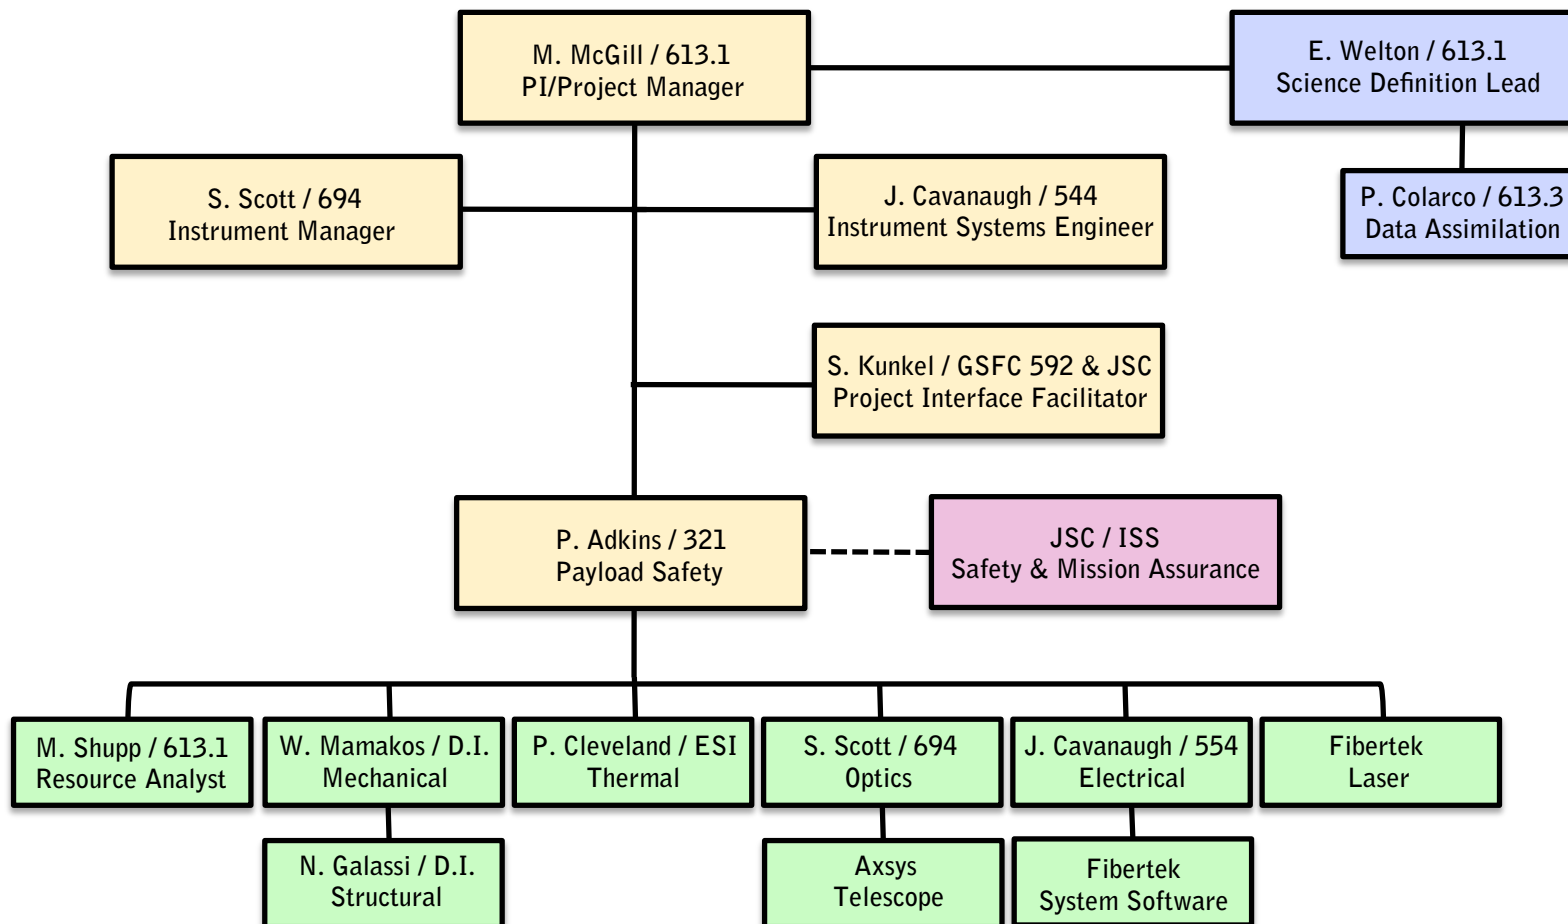 M. McGill / 613.1
PI/Project Manager
E. Welton / 613.1
Science Definition Lead
S. Scott / 694
Instrument Manager
J. Cavanaugh / 544
Instrument Systems Engineer
P. Colarco / 613.3
Data Assimilation
S. Kunkel / GSFC 592 & JSC
Project Interface Facilitator
P. Adkins / 321
Payload Safety
JSC / ISS
Safety & Mission Assurance
M. Shupp / 613.1
Resource Analyst
W. Mamakos / D.I.
Mechanical
P. Cleveland / ESI
Thermal
S. Scott / 694
Optics
J. Cavanaugh / 554
Electrical
Fibertek
Laser
N. Galassi / D.I.
Structural
Axsys
Telescope
Fibertek
System Software